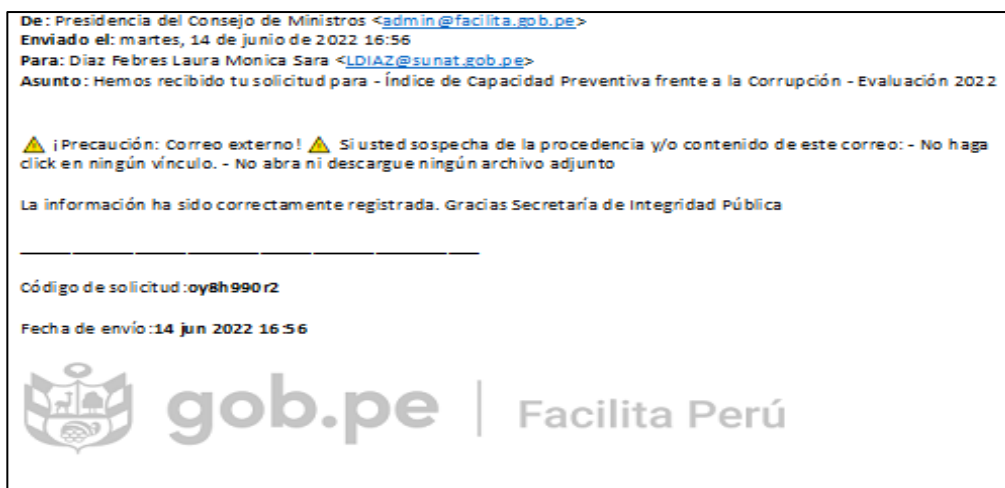 De: Presidencia del Consejo de Ministros <admin@facilita.gob.pe>
Enviado el: martes, 14 de junio de 2022 16:56
Para: Diaz Febres Laura Monica Sara <LDIAZ@sunat.gob.pe>
Asunto: Hemos recibido tu solicitud para - Índice de Capacidad Preventiva frente a la Corrupción - Evaluación 2022
⚠ ¡Precaución: Correo externo! ⚠ Si usted sospecha de la procedencia y/o contenido de este correo: - No haga
click en ningún vínculo. - No abra ni descargue ningún archivo adjunto
La información ha sido correctamente registrada. Gracias Secretaría de Integridad Pública
Código de solicitud:oy8h990r2
Fecha de envío:14 jun 2022 16:56
gob.pe | Facilita Perú